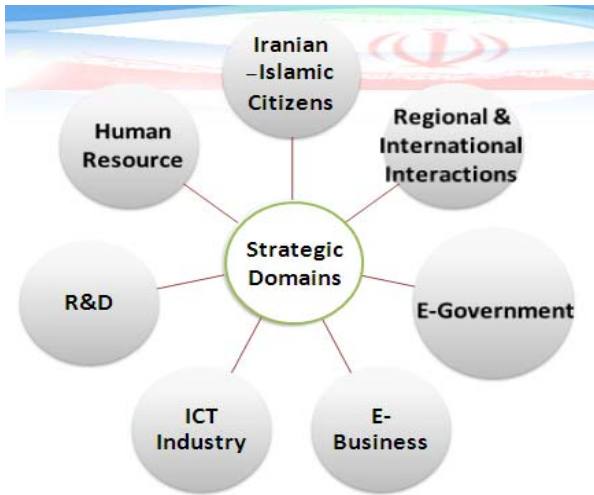 Iranian
–Islamic
Citizens
Regional &
International
Interactions
Human
Resource
Strategic
Domains
E-Government
R&D
ICT
Industry
E-
Business